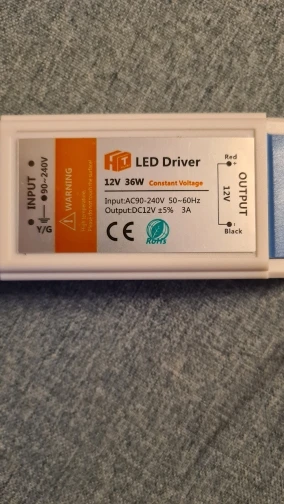 INPUT
90~240V
Y/G
WARNING
LED Driver
12V 36W Constant Voltage
Input:AC90-240V 50~60Hz
Output:DC12V ±5% 3A
CE
RoHS
Red
+
OUTPUT
12V
-
Black